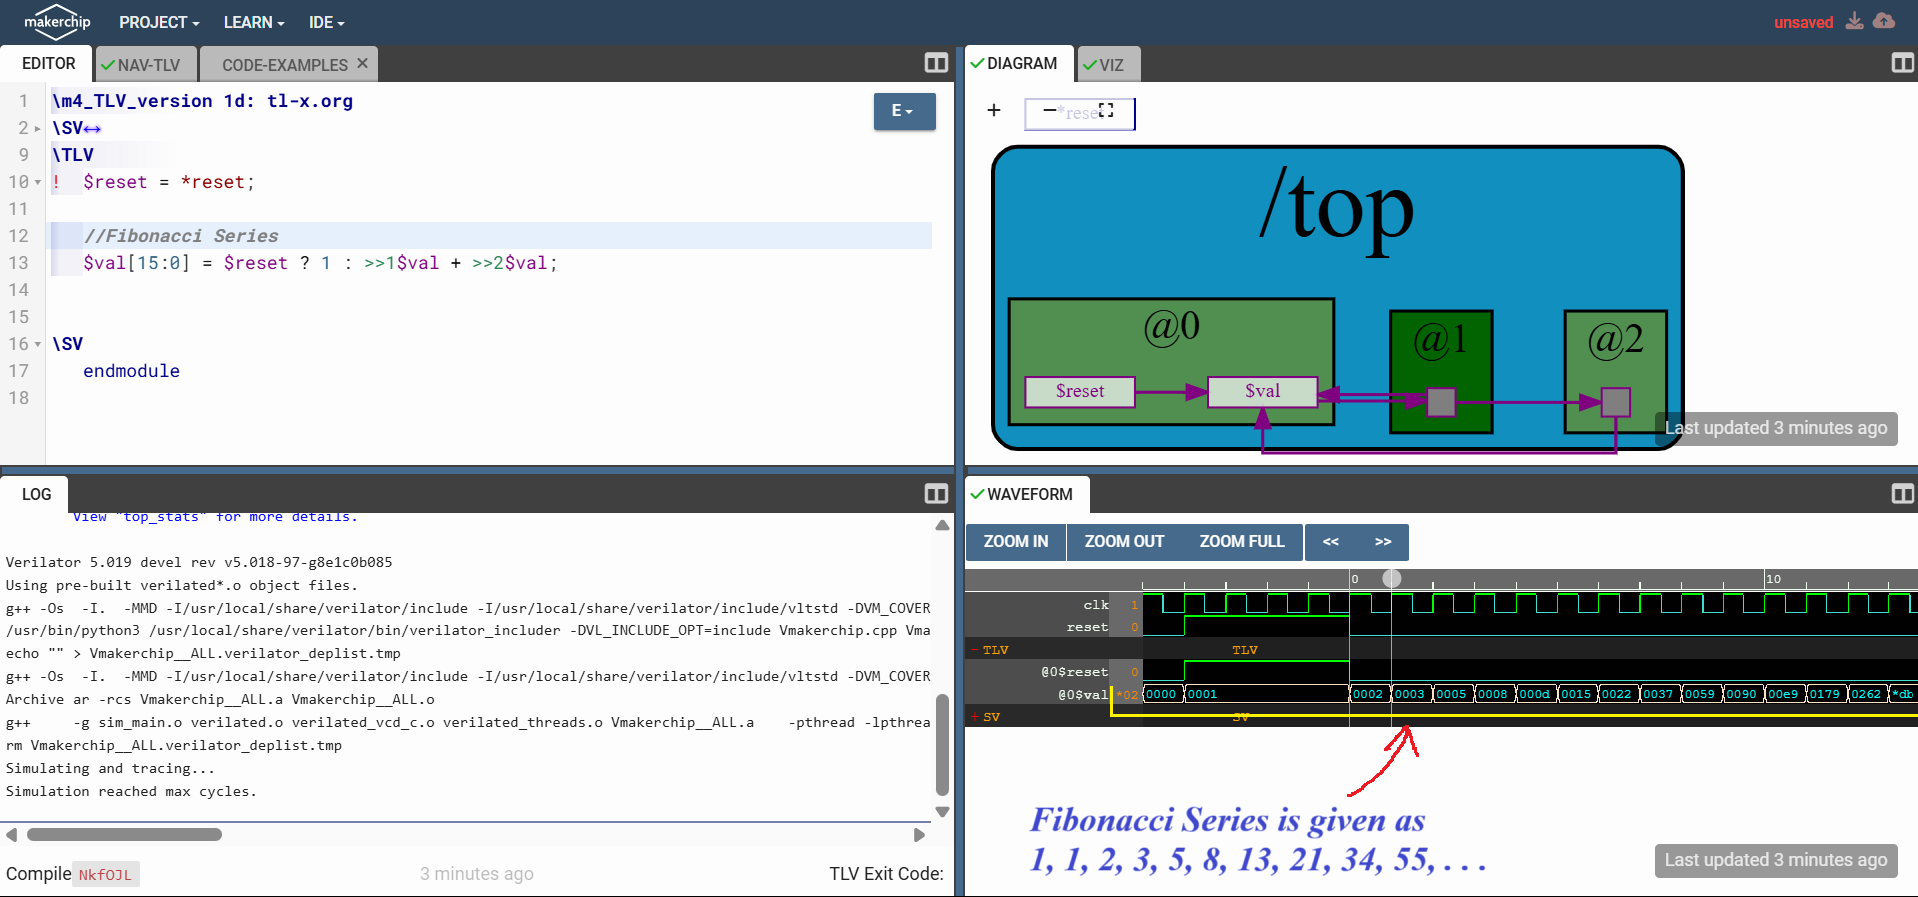 makerchip PROJECT LEARN IDE unsaved
EDITOR NAV-TLV CODE-EXAMPLES ✕
E
1 \m4_TLV_version 1d: tl-x.org
2 \SV↔
9 \TLV
10 ! $reset = *reset;
11
12 //Fibonacci Series
13 $val[15:0] = $reset ? 1 : >>1$val + >>2$val;
14
15
16 \SV
17 endmodule
18
DIAGRAM VIZ
+ − *reset
/top
@0 @1 @2
$reset $val
Last updated 3 minutes ago
LOG
View "top_stats" for more details.
Verilator 5.019 devel rev v5.018-97-g8e1c0b085
Using pre-built verilated*.o object files.
g++ -Os -I. -MMD -I/usr/local/share/verilator/include -I/usr/local/share/verilator/include/vltstd -DVM_COVER
/usr/bin/python3 /usr/local/share/verilator/bin/verilator_includer -DVL_INCLUDE_OPT=include Vmakerchip.cpp Vma
echo "" > Vmakerchip__ALL.verilator_deplist.tmp
g++ -Os -I. -MMD -I/usr/local/share/verilator/include -I/usr/local/share/verilator/include/vltstd -DVM_COVER
Archive ar -rcs Vmakerchip__ALL.a Vmakerchip__ALL.o
g++ -g sim_main.o verilated.o verilated_vcd_c.o verilated_threads.o Vmakerchip__ALL.a -pthread -lpthrea
rm Vmakerchip__ALL.verilator_deplist.tmp
Simulating and tracing...
Simulation reached max cycles.
Compile NkfOJL 3 minutes ago TLV Exit Code:
WAVEFORM
ZOOM IN ZOOM OUT ZOOM FULL << >>
0 10
clk 1
reset 0
− TLV TLV
@0$reset 0
@0$val *02 0000 0001 0002 0003 0005 0008 000d 0015 0022 0037 0059 0090 00e9 0179 0262 *db
+ SV SV
Fibonacci Series is given as
1, 1, 2, 3, 5, 8, 13, 21, 34, 55, . . .
Last updated 3 minutes ago